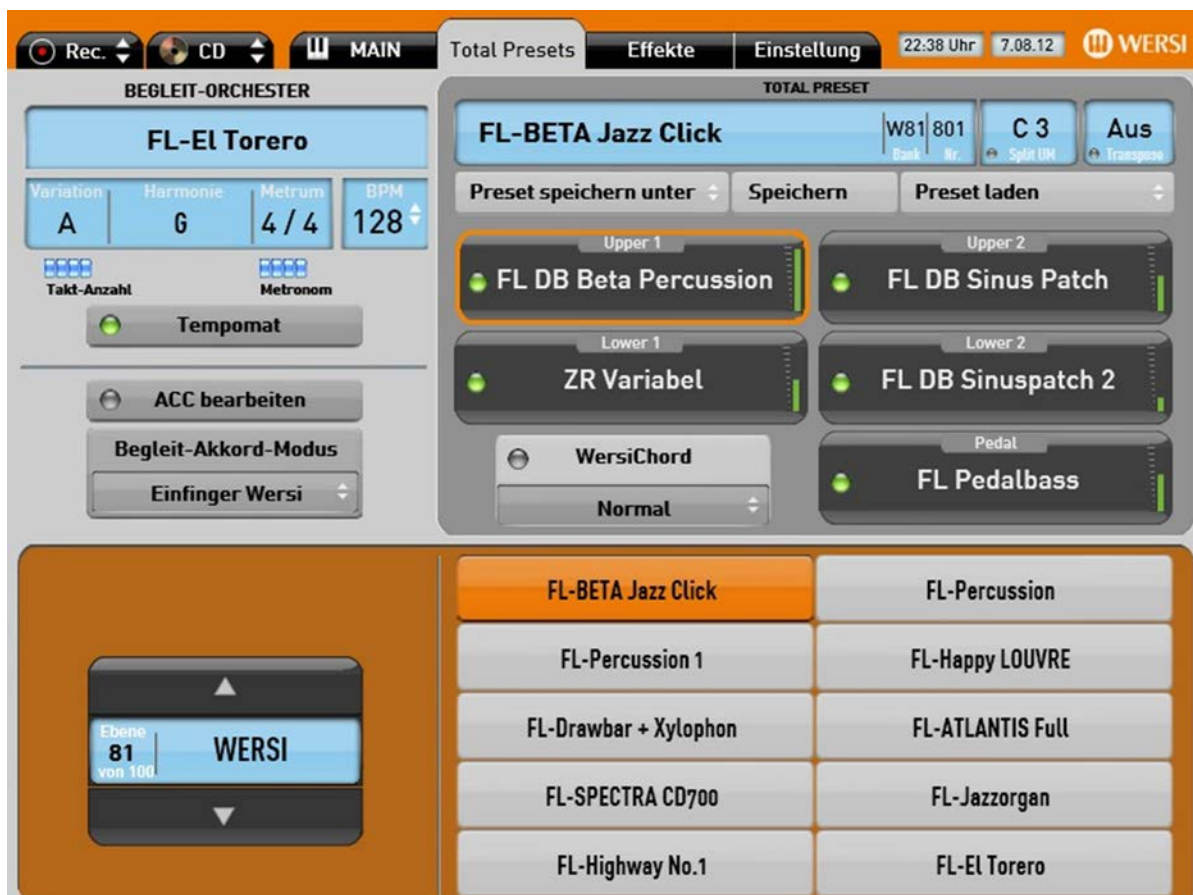 Rec.
CD
MAIN
Total Presets
Effekte
Einstellung
22:38 Uhr
7.08.12
WERSI
BEGLEIT-ORCHESTER
FL-El Torero
Variation
Harmonie
Metrum
BPM
A
G
4 / 4
128
Takt-Anzahl
Metronom
Tempomat
ACC bearbeiten
Begleit-Akkord-Modus
Einfinger Wersi
TOTAL PRESET
FL-BETA Jazz Click
W81 801
Bank Nr.
C 3
Split UM
Aus
Transpose
Preset speichern unter
Speichern
Preset laden
Upper 1
FL DB Beta Percussion
Upper 2
FL DB Sinus Patch
Lower 1
ZR Variabel
Lower 2
FL DB Sinuspatch 2
WersiChord
Normal
Pedal
FL Pedalbass
Ebene
81
von 100
WERSI
FL-BETA Jazz Click
FL-Percussion
FL-Percussion 1
FL-Happy LOUVRE
FL-Drawbar + Xylophon
FL-ATLANTIS Full
FL-SPECTRA CD700
FL-Jazzorgan
FL-Highway No.1
FL-El Torero